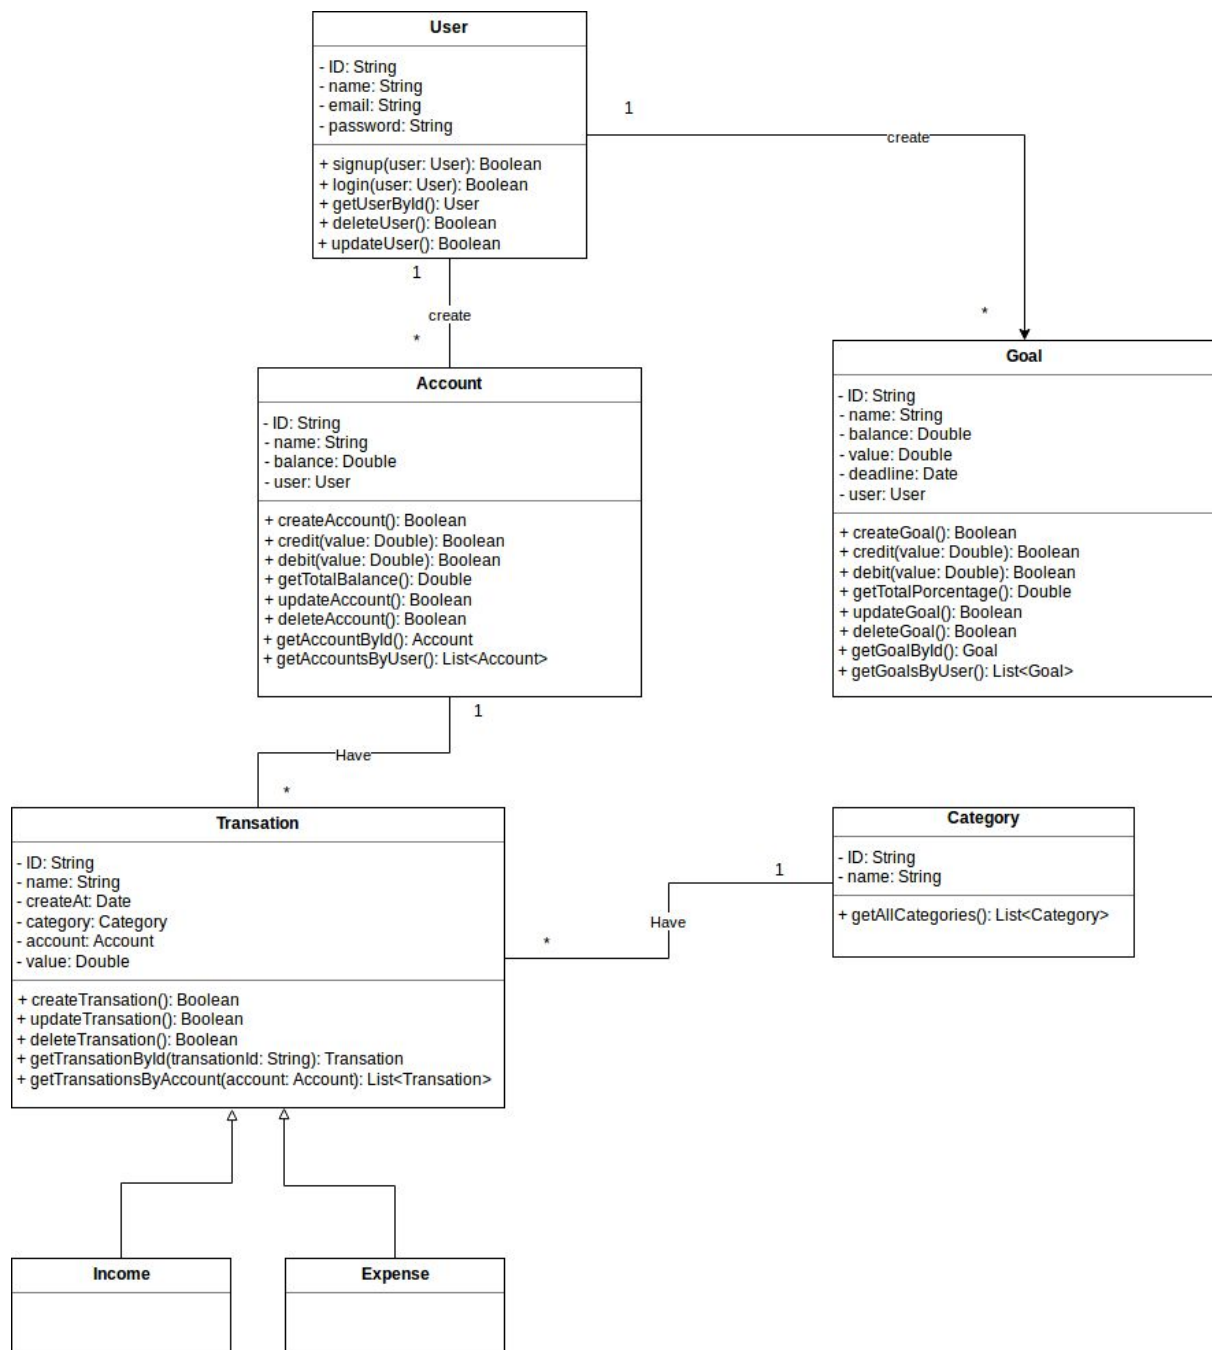 User
- ID: String
- name: String
- email: String
- password: String
+ signup(user: User): Boolean
+ login(user: User): Boolean
+ getUserById(): User
+ deleteUser(): Boolean
+ updateUser(): Boolean
1
create
*
1
create
*
Account
- ID: String
- name: String
- balance: Double
- user: User
+ createAccount(): Boolean
+ credit(value: Double): Boolean
+ debit(value: Double): Boolean
+ getTotalBalance(): Double
+ updateAccount(): Boolean
+ deleteAccount(): Boolean
+ getAccountById(): Account
+ getAccountsByUser(): List<Account>
Goal
- ID: String
- name: String
- balance: Double
- value: Double
- deadline: Date
- user: User
+ createGoal(): Boolean
+ credit(value: Double): Boolean
+ debit(value: Double): Boolean
+ getTotalPorcentage(): Double
+ updateGoal(): Boolean
+ deleteGoal(): Boolean
+ getGoalById(): Goal
+ getGoalsByUser(): List<Goal>
1
Have
*
Transation
- ID: String
- name: String
- createAt: Date
- category: Category
- account: Account
- value: Double
+ createTransation(): Boolean
+ updateTransation(): Boolean
+ deleteTransation(): Boolean
+ getTransationById(transationId: String): Transation
+ getTransationsByAccount(account: Account): List<Transation>
1
Have
*
Category
- ID: String
- name: String
+ getAllCategories(): List<Category>
Income
Expense